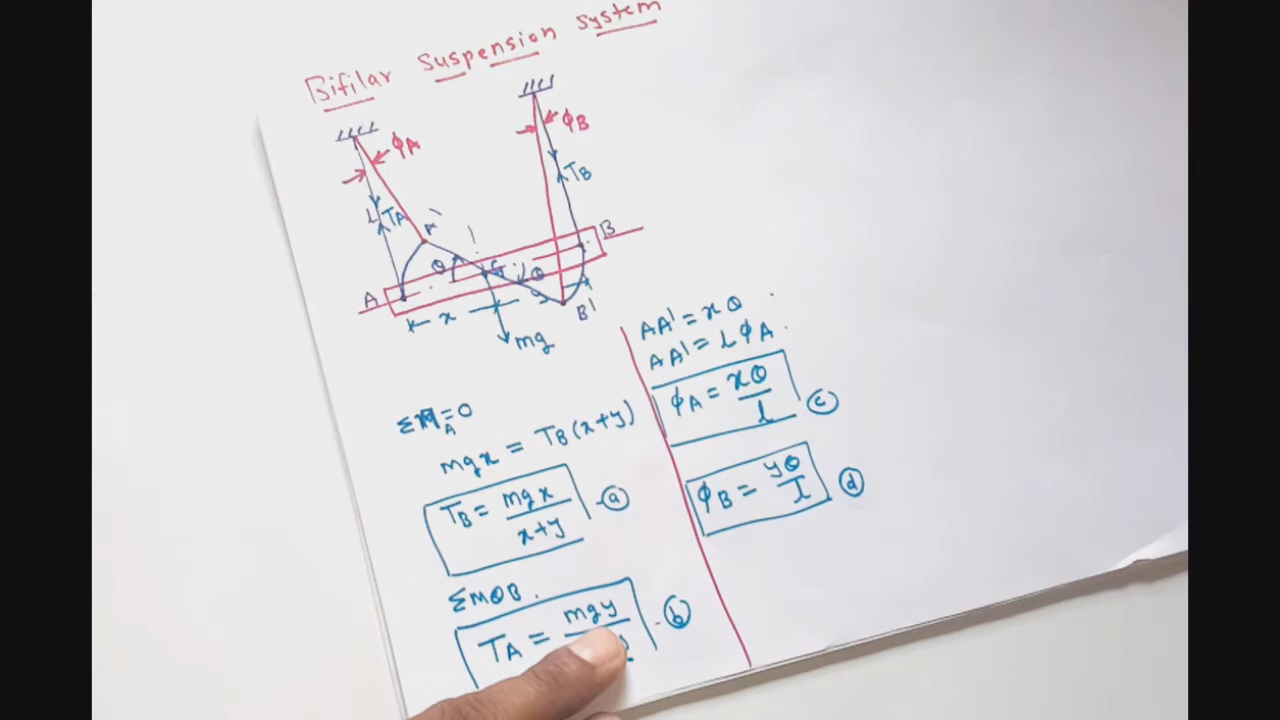 Bifilar Suspension System
ϕA
ϕB
L
TA
TB
A'
A
B
θ
G
θ
x
y
B'
mg
ΣMA=0
mgx = TB(x+y)
TB = mgx/x+y - a
ΣM@B.
TA = mgy - b
AA' = xθ
AA' = LϕA
ϕA = xθ/l c
ϕB = yθ/l d